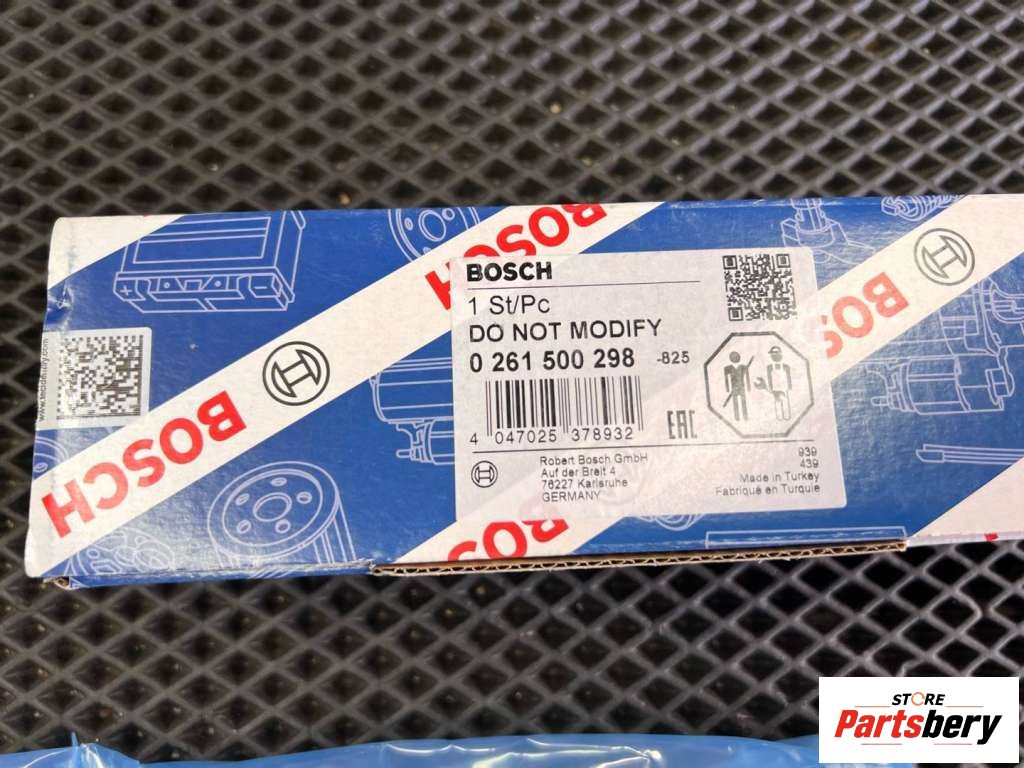 BOSCH
BOSCH
BOSCH
BOSCH
BOSCH
1 St/Pc
DO NOT MODIFY
0 261 500 298 -825
4 047025 378932
EAC
Robert Bosch GmbH
Auf der Breit 4
76227 Karlsruhe
GERMANY
939
439
Made in Turkey
Fabriqué en Turquie
STORE
Partsbery